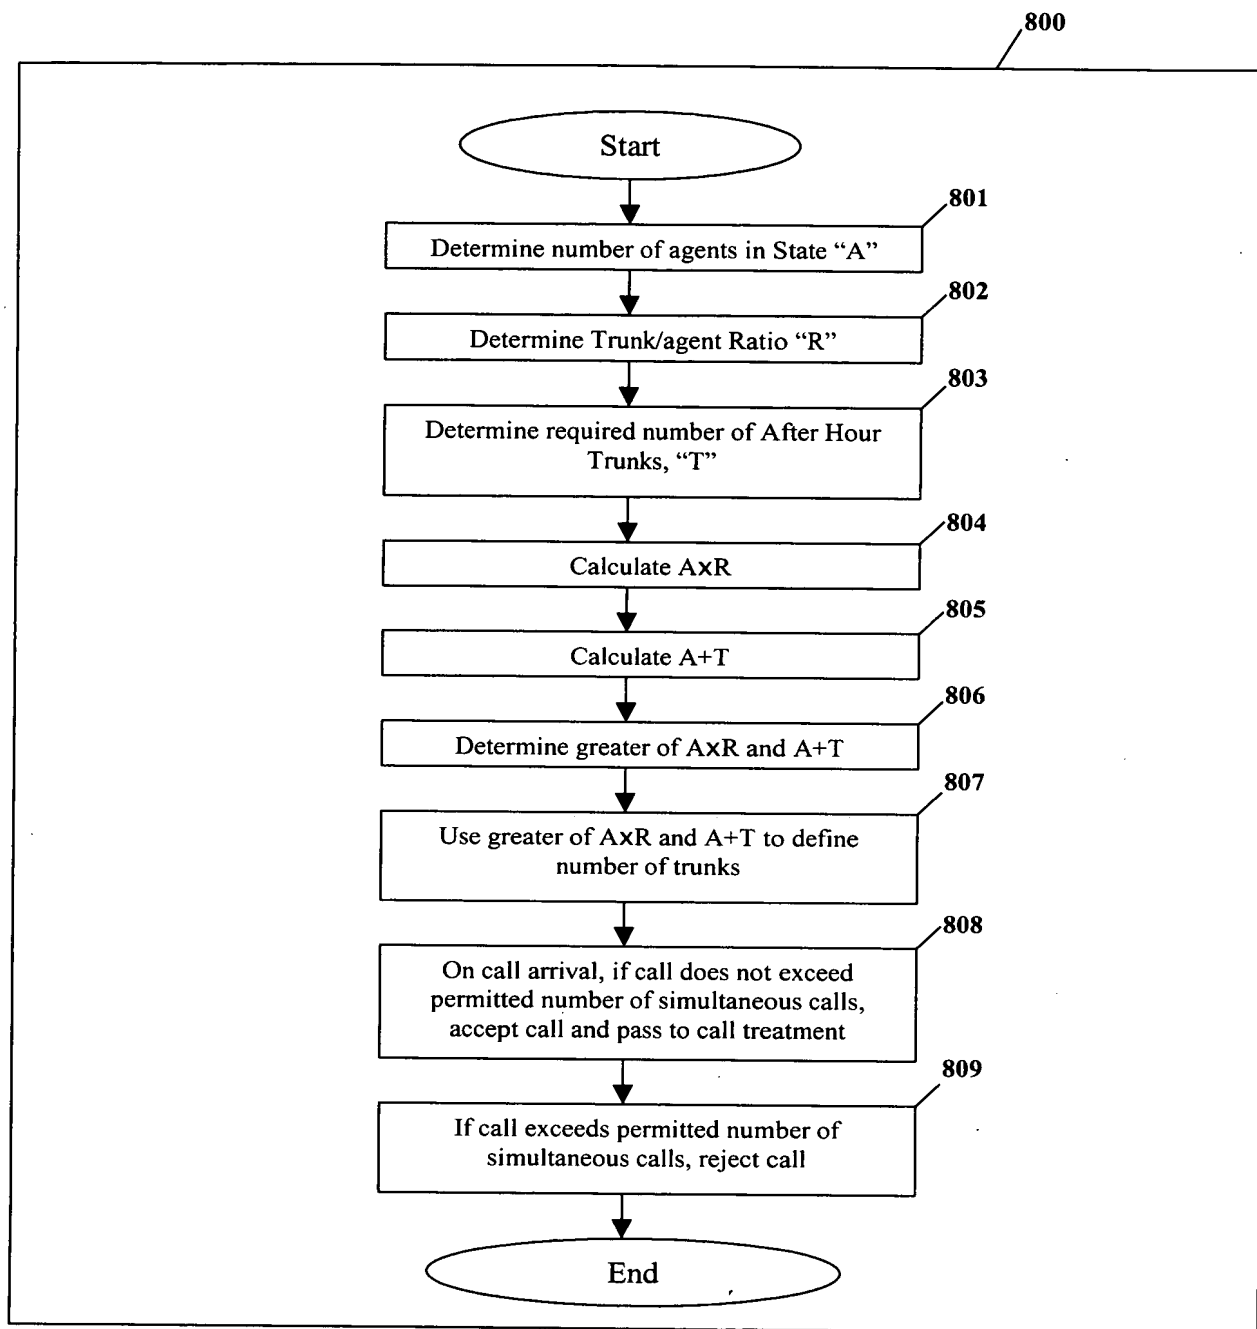 800
Start
801
Determine number of agents in State “A”
802
Determine Trunk/agent Ratio “R”
803
Determine required number of After Hour
Trunks, “T”
804
Calculate AxR
805
Calculate A+T
806
Determine greater of AxR and A+T
807
Use greater of AxR and A+T to define
number of trunks
808
On call arrival, if call does not exceed
permitted number of simultaneous calls,
accept call and pass to call treatment
809
If call exceeds permitted number of
simultaneous calls, reject call
End